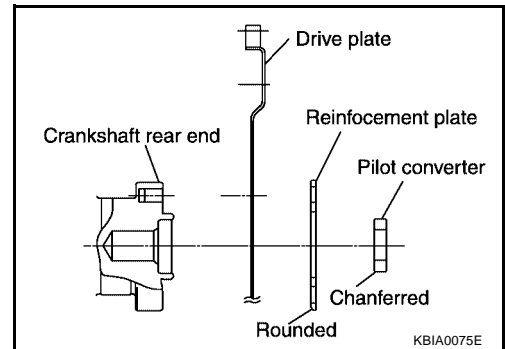 Drive plate
Reinfocement plate
Crankshaft rear end
Pilot converter
Chanferred
Rounded
KBIA0075E